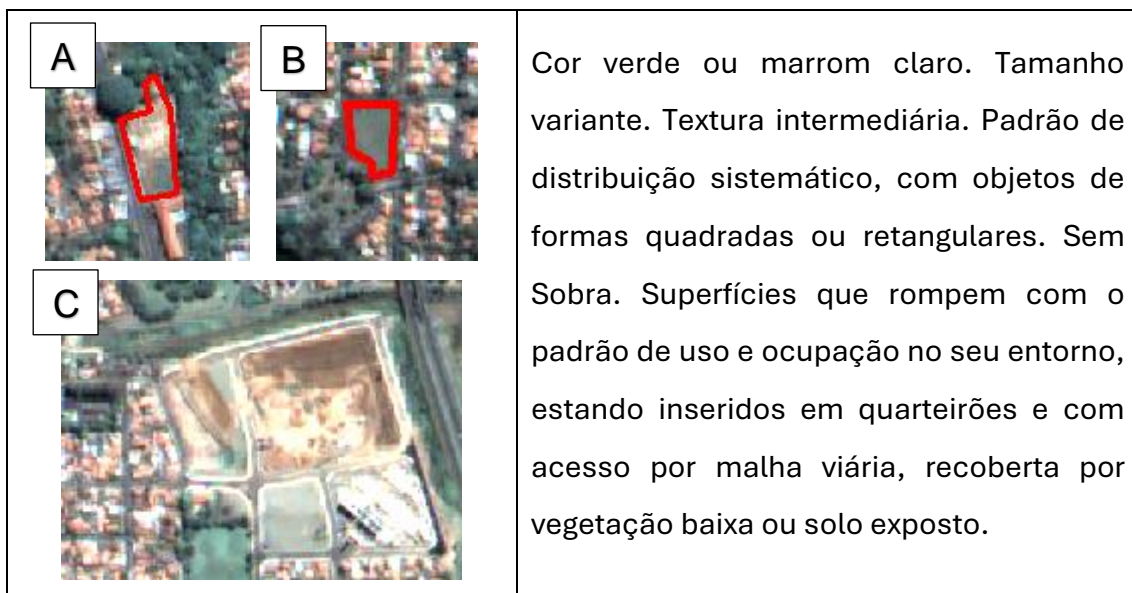 A
B
C
Cor verde ou marrom claro. Tamanho
variante. Textura intermediária. Padrão de
distribuição sistemático, com objetos de
formas quadradas ou retangulares. Sem
Sobra. Superfícies que rompem com o
padrão de uso e ocupação no seu entorno,
estando inseridos em quarteirões e com
acesso por malha viária, recoberta por
vegetação baixa ou solo exposto.